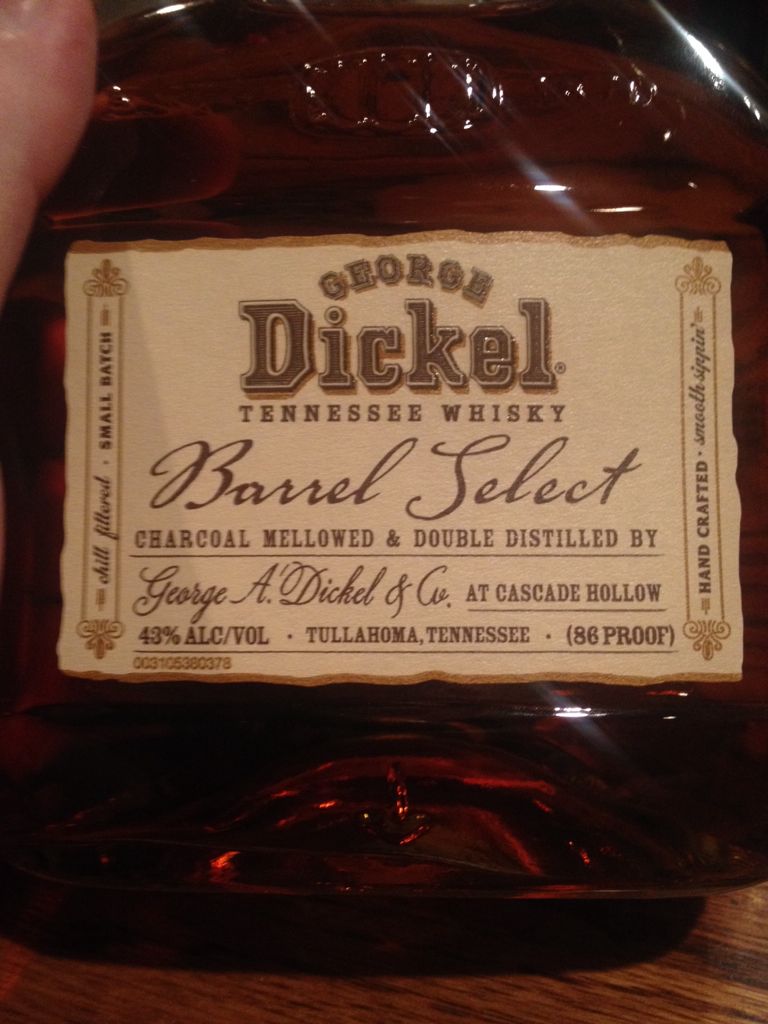 GEORGE
Dickel®
TENNESSEE WHISKY
Barrel Select
CHARCOAL MELLOWED & DOUBLE DISTILLED BY
George A. Dickel & Co. AT CASCADE HOLLOW
43% ALC/VOL · TULLAHOMA, TENNESSEE · (86 PROOF)
003105380378
chill filtered · SMALL BATCH
HAND CRAFTED · smooth sippin'